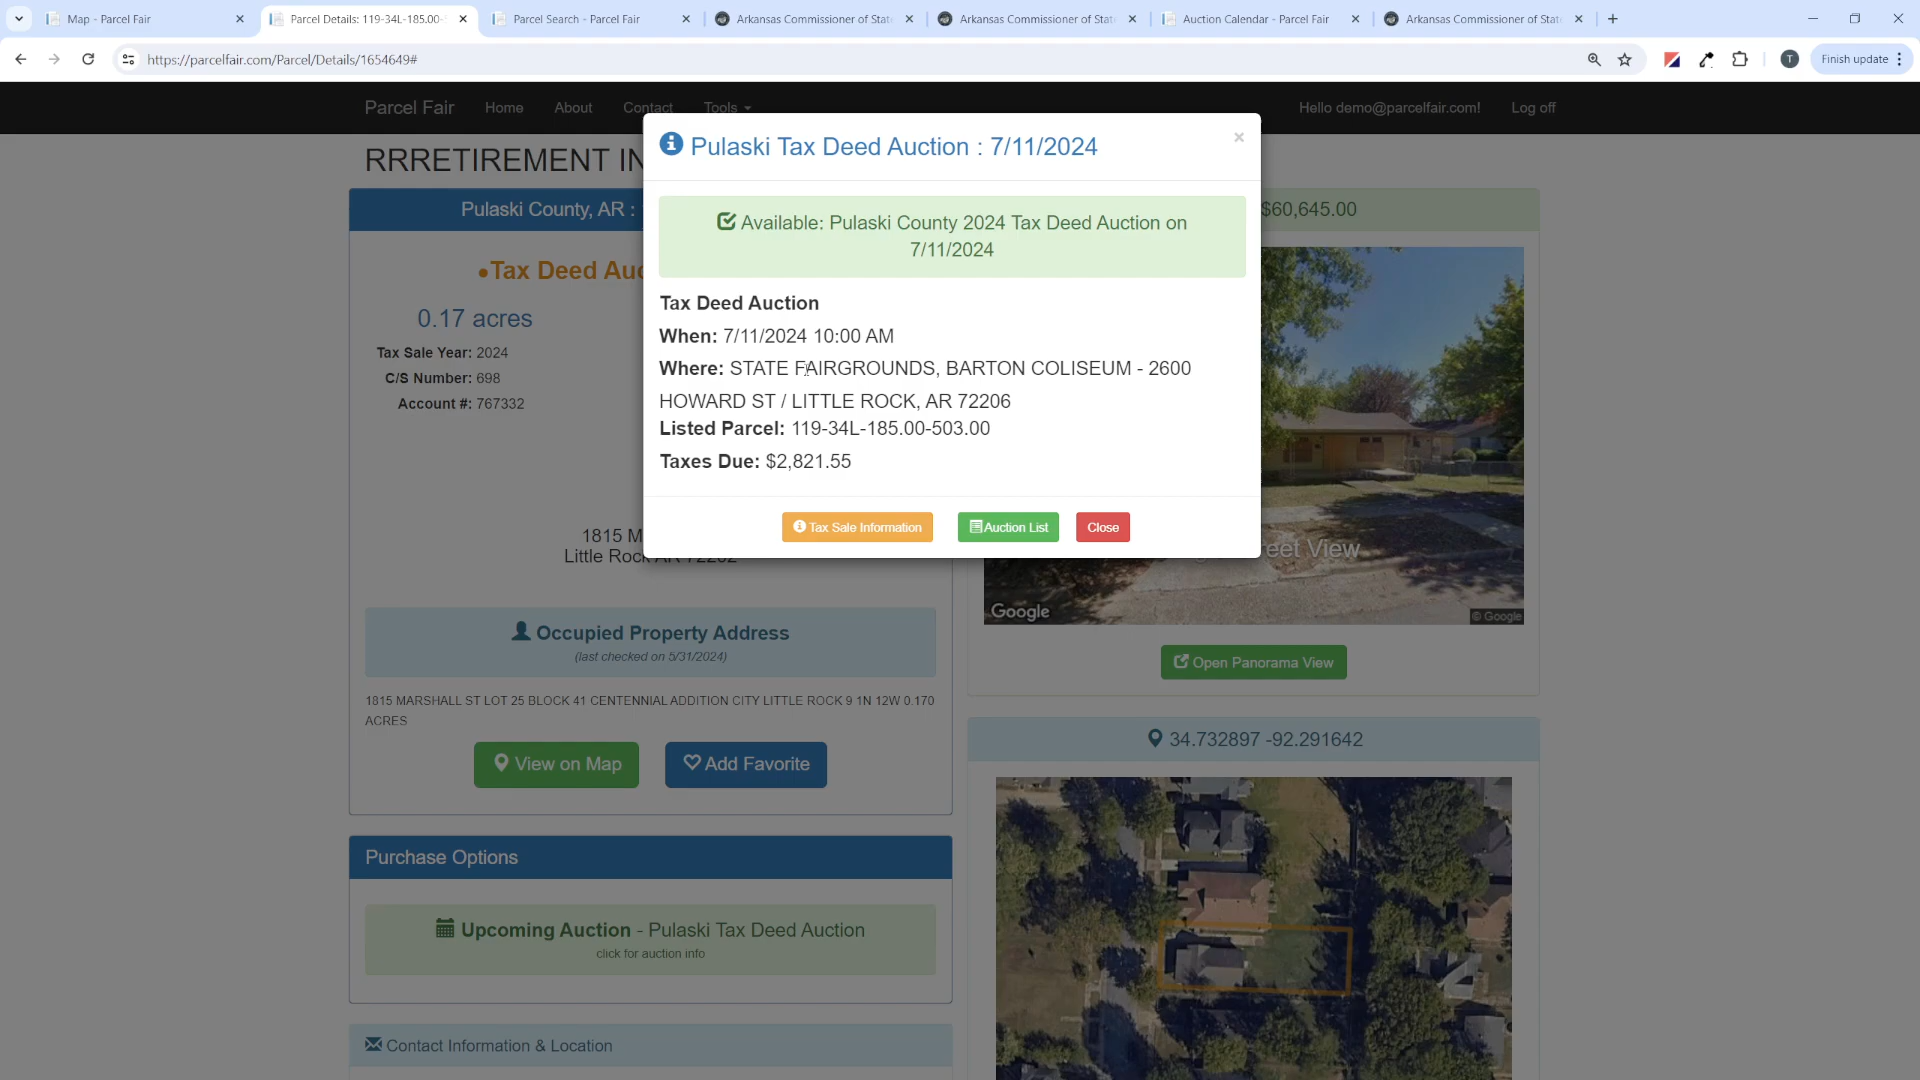 Map - Parcel Fair
Parcel Details: 119-34L-185.00-
Parcel Search - Parcel Fair
Arkansas Commissioner of Stat
Arkansas Commissioner of Stat
Auction Calendar - Parcel Fair
Arkansas Commissioner of Stat
https://parcelfair.com/Parcel/Details/1654649#
T
Finish update
Parcel Fair Home About Contact Tools
Hello demo@parcelfair.com! Log off
RRRETIREMENT IN
Pulaski Tax Deed Auction : 7/11/2024
×
Pulaski County, AR :
$60,645.00
Available: Pulaski County 2024 Tax Deed Auction on
7/11/2024
•Tax Deed Auc
0.17 acres
Tax Sale Year: 2024
C/S Number: 698
Account #: 767332
Tax Deed Auction
When: 7/11/2024 10:00 AM
Where: STATE FAIRGROUNDS, BARTON COLISEUM - 2600
HOWARD ST / LITTLE ROCK, AR 72206
Listed Parcel: 119-34L-185.00-503.00
Taxes Due: $2,821.55
Tax Sale Information
Auction List
Close
1815 M
Little Rock AR 72202
reet View
Google
© Google
Open Panorama View
Occupied Property Address
(last checked on 5/31/2024)
1815 MARSHALL ST LOT 25 BLOCK 41 CENTENNIAL ADDITION CITY LITTLE ROCK 9 1N 12W 0.170
ACRES
View on Map
Add Favorite
34.732897 -92.291642
Purchase Options
Upcoming Auction - Pulaski Tax Deed Auction
click for auction info
Contact Information & Location